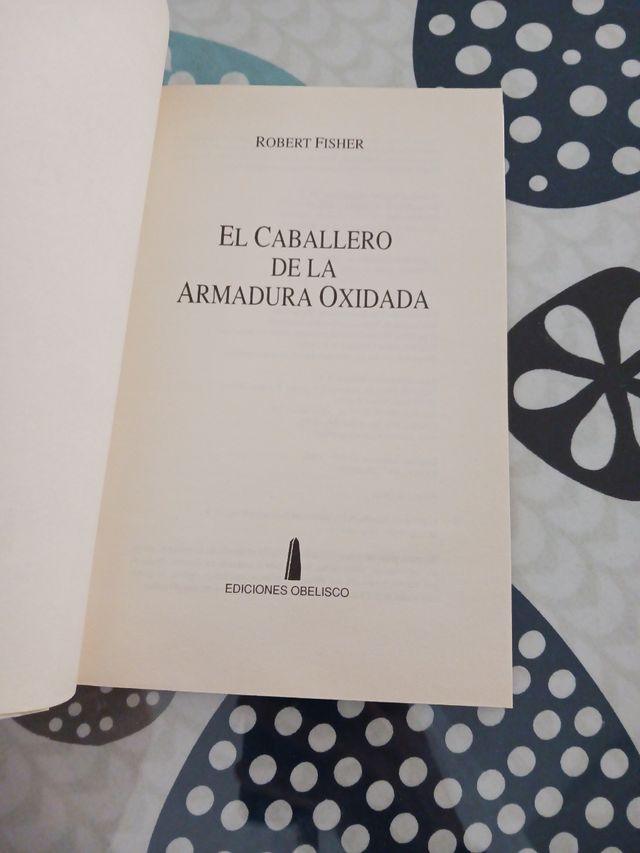 ROBERT FISHER
EL CABALLERO
DE LA
ARMADURA OXIDADA
EDICIONES OBELISCO